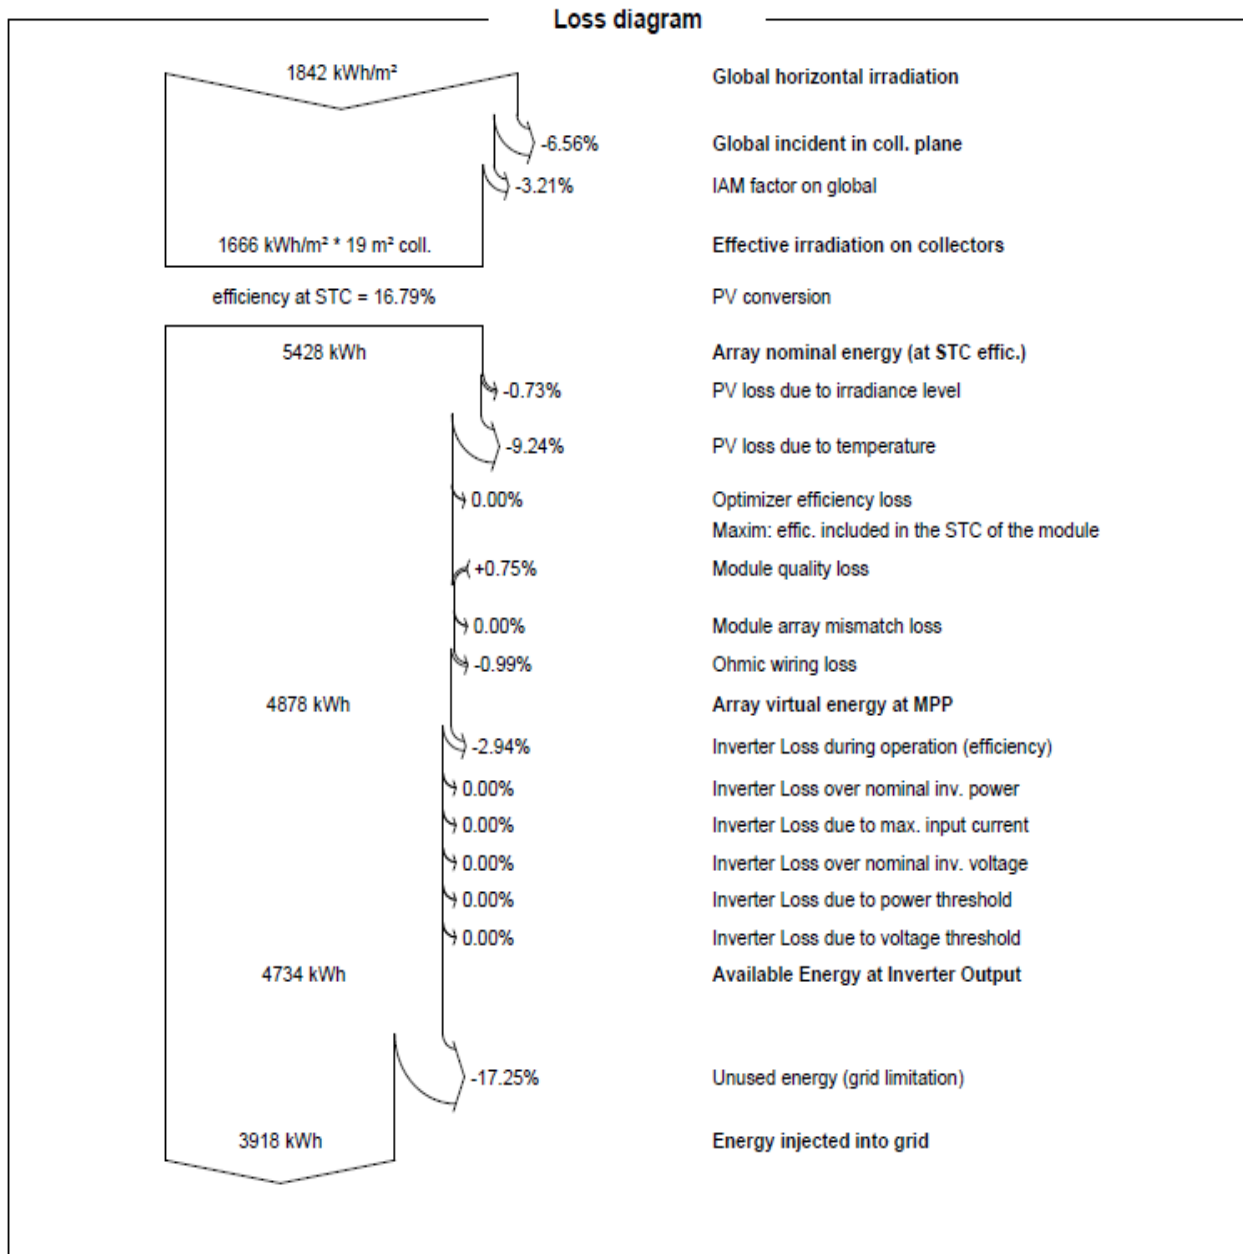 Loss diagram
1842 kWh/m² Global horizontal irradiation
-6.56% Global incident in coll. plane
-3.21% IAM factor on global
1666 kWh/m² * 19 m² coll. Effective irradiation on collectors
efficiency at STC = 16.79% PV conversion
5428 kWh Array nominal energy (at STC effic.)
-0.73% PV loss due to irradiance level
-9.24% PV loss due to temperature
0.00% Optimizer efficiency loss
Maxim: effic. included in the STC of the module
+0.75% Module quality loss
0.00% Module array mismatch loss
-0.99% Ohmic wiring loss
4878 kWh Array virtual energy at MPP
-2.94% Inverter Loss during operation (efficiency)
0.00% Inverter Loss over nominal inv. power
0.00% Inverter Loss due to max. input current
0.00% Inverter Loss over nominal inv. voltage
0.00% Inverter Loss due to power threshold
0.00% Inverter Loss due to voltage threshold
4734 kWh Available Energy at Inverter Output
-17.25% Unused energy (grid limitation)
3918 kWh Energy injected into grid